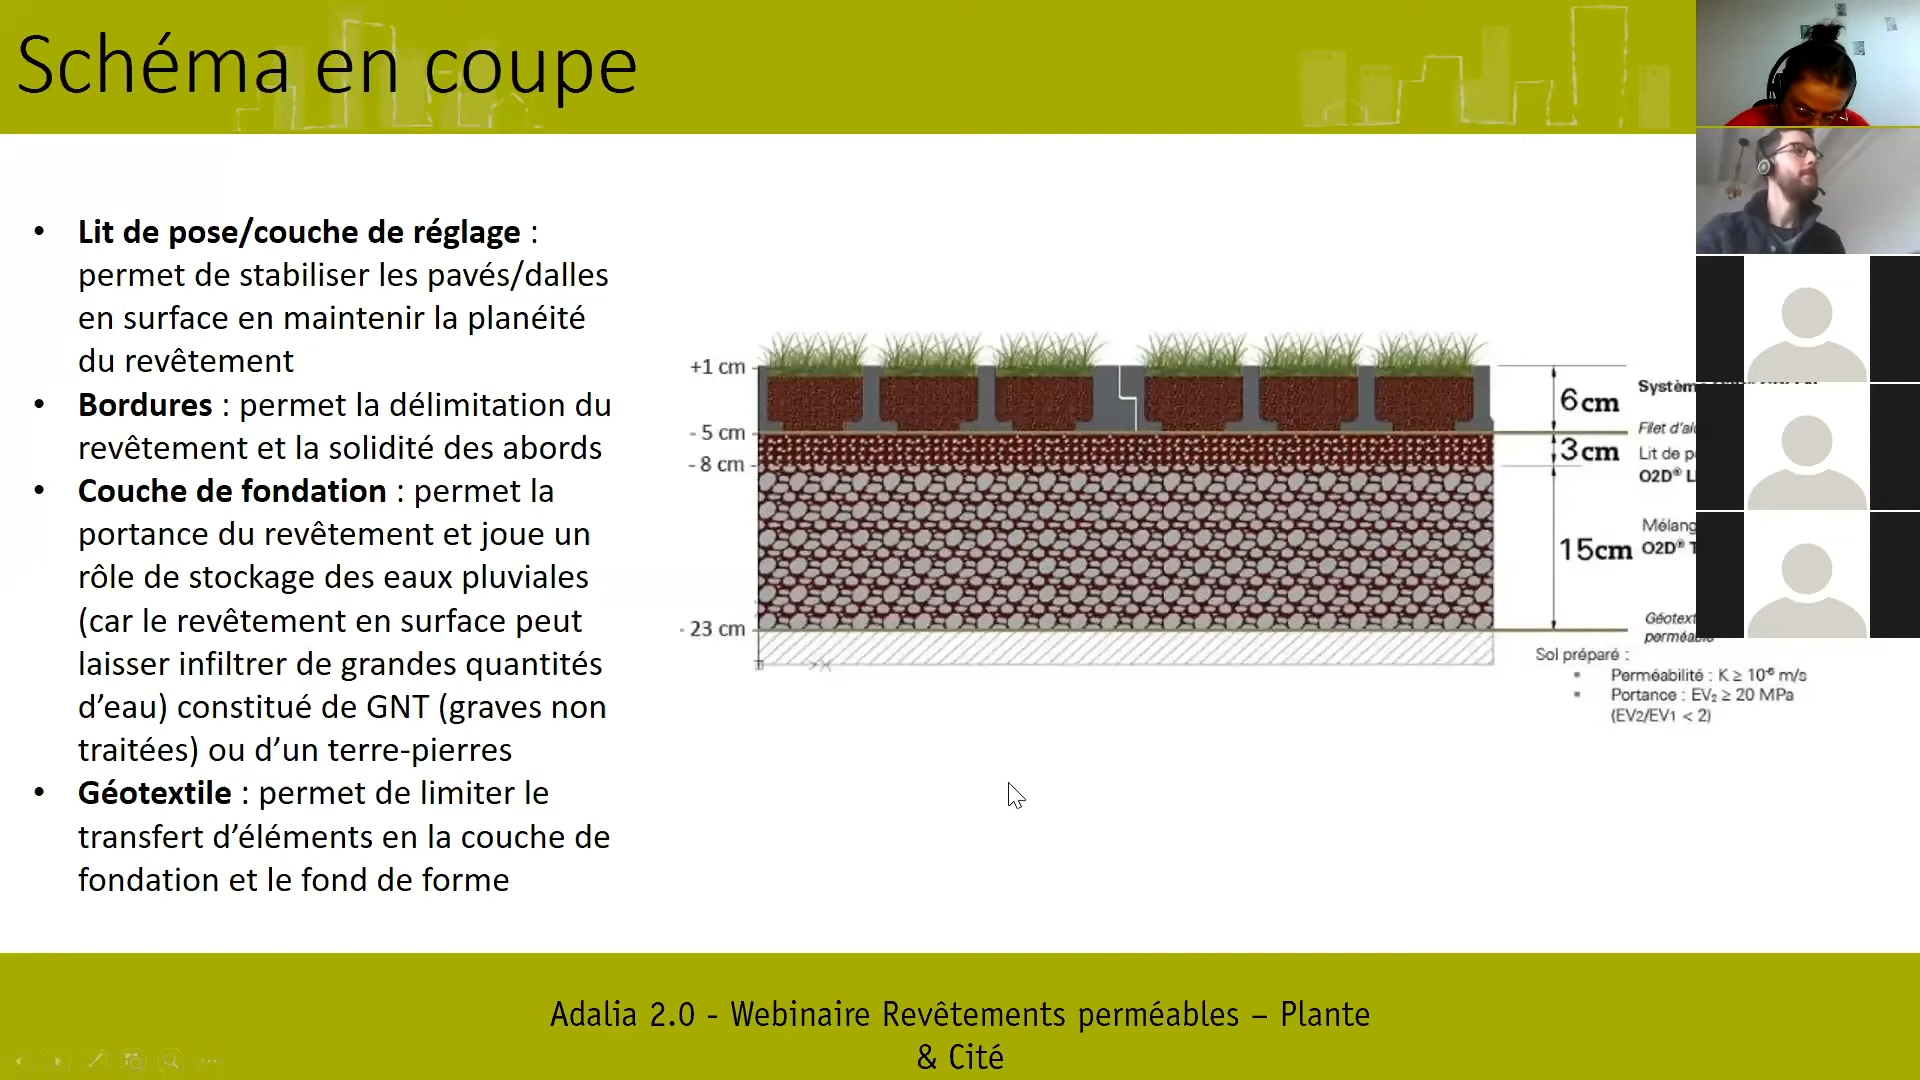 Schéma en coupe
• Lit de pose/couche de réglage :
permet de stabiliser les pavés/dalles
en surface en maintenir la planéité
du revêtement
• Bordures : permet la délimitation du
revêtement et la solidité des abords
• Couche de fondation : permet la
portance du revêtement et joue un
rôle de stockage des eaux pluviales
(car le revêtement en surface peut
laisser infiltrer de grandes quantités
d’eau) constitué de GNT (graves non
traitées) ou d’un terre-pierres
• Géotextile : permet de limiter le
transfert d’éléments en la couche de
fondation et le fond de forme
+1 cm
- 5 cm
- 8 cm
- 23 cm
6cm
3cm
15cm
Systèm
Filet d'al
Lit de p
O2D®
Mélang
O2D® T
Géotext
perméable
Sol préparé :
▪ Perméabilité : K ≥ 10⁻⁶ m/s
▪ Portance : EV₂ ≥ 20 MPa
(EV2/EV1 < 2)
Adalia 2.0 - Webinaire Revêtements perméables – Plante
& Cité